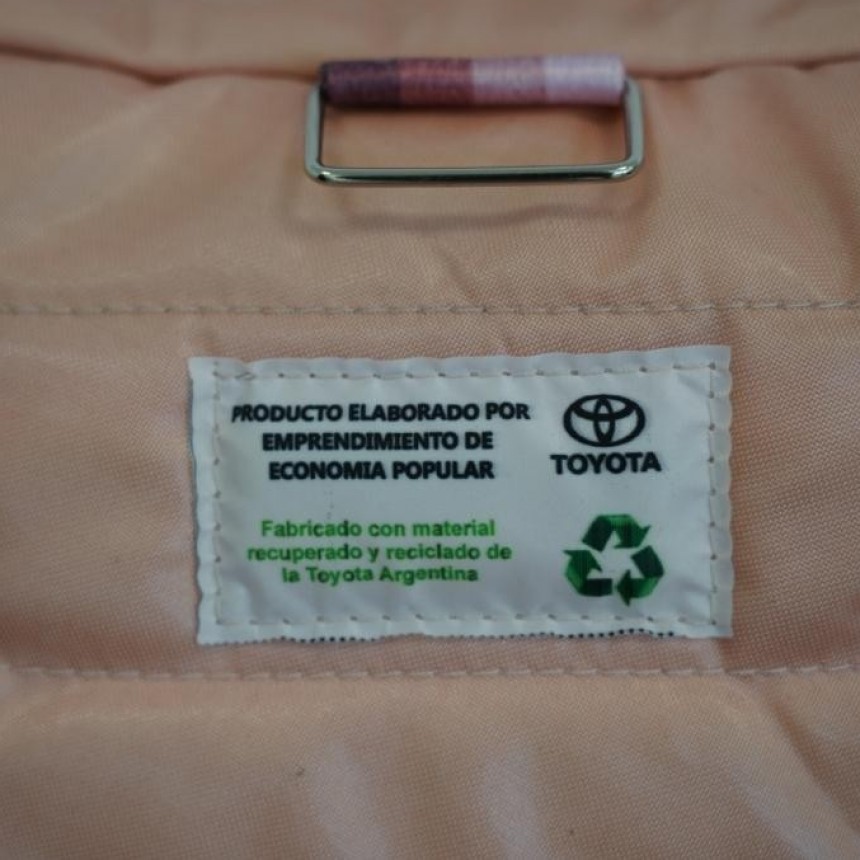 PRODUCTO ELABORADO POR
EMPRENDIMIENTO DE
ECONOMIA POPULAR
TOYOTA
Fabricado con material
recuperado y reciclado de
la Toyota Argentina